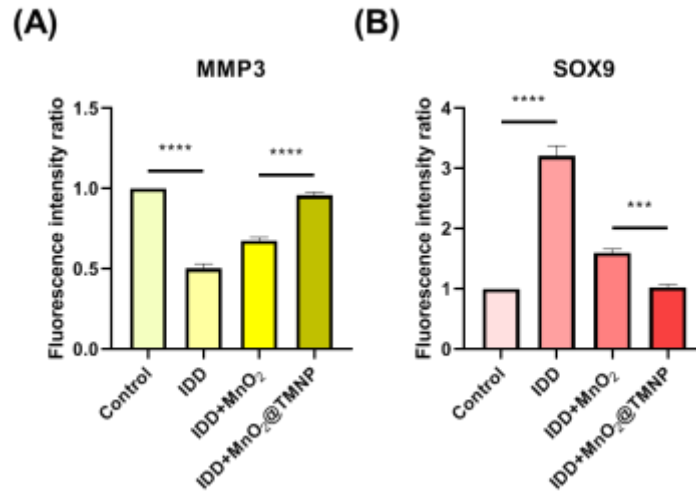 (A)
MMP3
Fluorescence intensity ratio
1.5
1.0
0.5
0.0
****
****
Control
IDD
IDD+MnO₂
IDD+MnO₂@TMNP
(B)
SOX9
Fluorescence intensity ratio
4
3
2
1
0
****
***
Control
IDD
IDD+MnO₂
IDD+MnO₂@TMNP